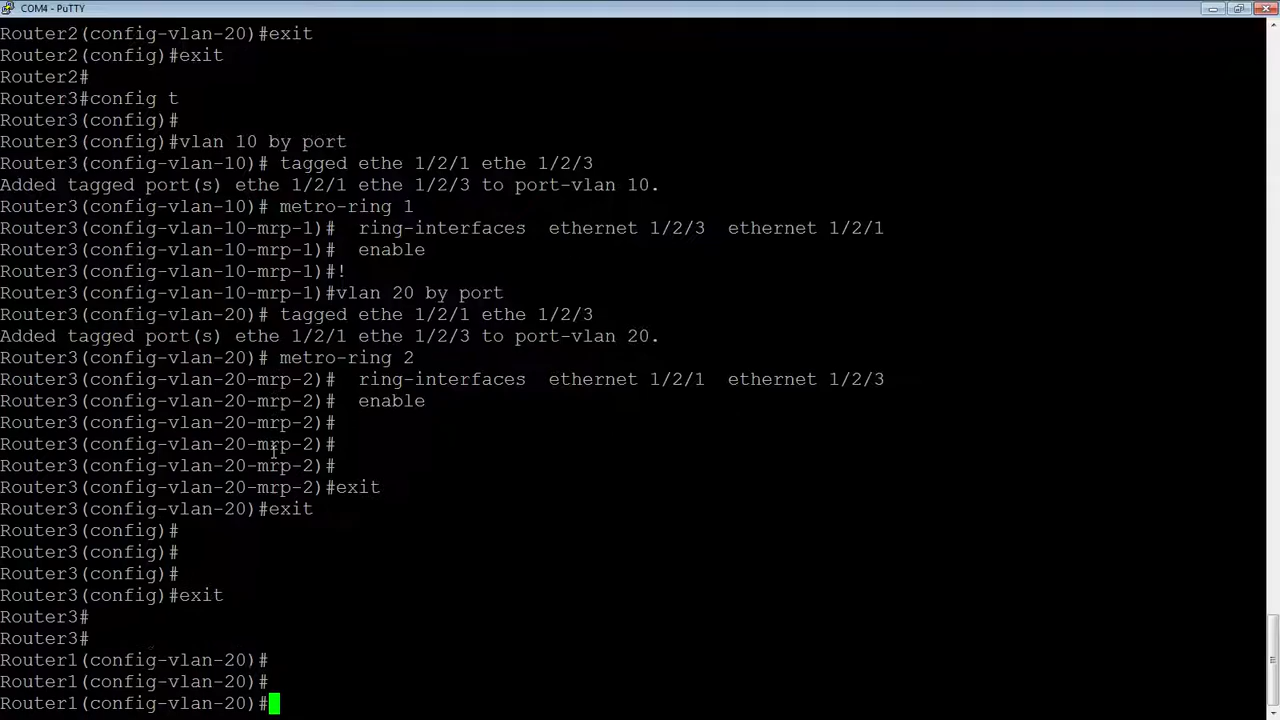 COM4 - PuTTY
Router2(config-vlan-20)#exit
Router2(config)#exit
Router2#
Router3#config t
Router3(config)#
Router3(config)#vlan 10 by port
Router3(config-vlan-10)# tagged ethe 1/2/1 ethe 1/2/3
Added tagged port(s) ethe 1/2/1 ethe 1/2/3 to port-vlan 10.
Router3(config-vlan-10)# metro-ring 1
Router3(config-vlan-10-mrp-1)#  ring-interfaces  ethernet 1/2/3  ethernet 1/2/1
Router3(config-vlan-10-mrp-1)#  enable
Router3(config-vlan-10-mrp-1)#!
Router3(config-vlan-10-mrp-1)#vlan 20 by port
Router3(config-vlan-20)# tagged ethe 1/2/1 ethe 1/2/3
Added tagged port(s) ethe 1/2/1 ethe 1/2/3 to port-vlan 20.
Router3(config-vlan-20)# metro-ring 2
Router3(config-vlan-20-mrp-2)#  ring-interfaces  ethernet 1/2/1  ethernet 1/2/3
Router3(config-vlan-20-mrp-2)#  enable
Router3(config-vlan-20-mrp-2)#
Router3(config-vlan-20-mrp-2)#
Router3(config-vlan-20-mrp-2)#
Router3(config-vlan-20-mrp-2)#exit
Router3(config-vlan-20)#exit
Router3(config)#
Router3(config)#
Router3(config)#
Router3(config)#exit
Router3#
Router3#
Router1(config-vlan-20)#
Router1(config-vlan-20)#
Router1(config-vlan-20)#